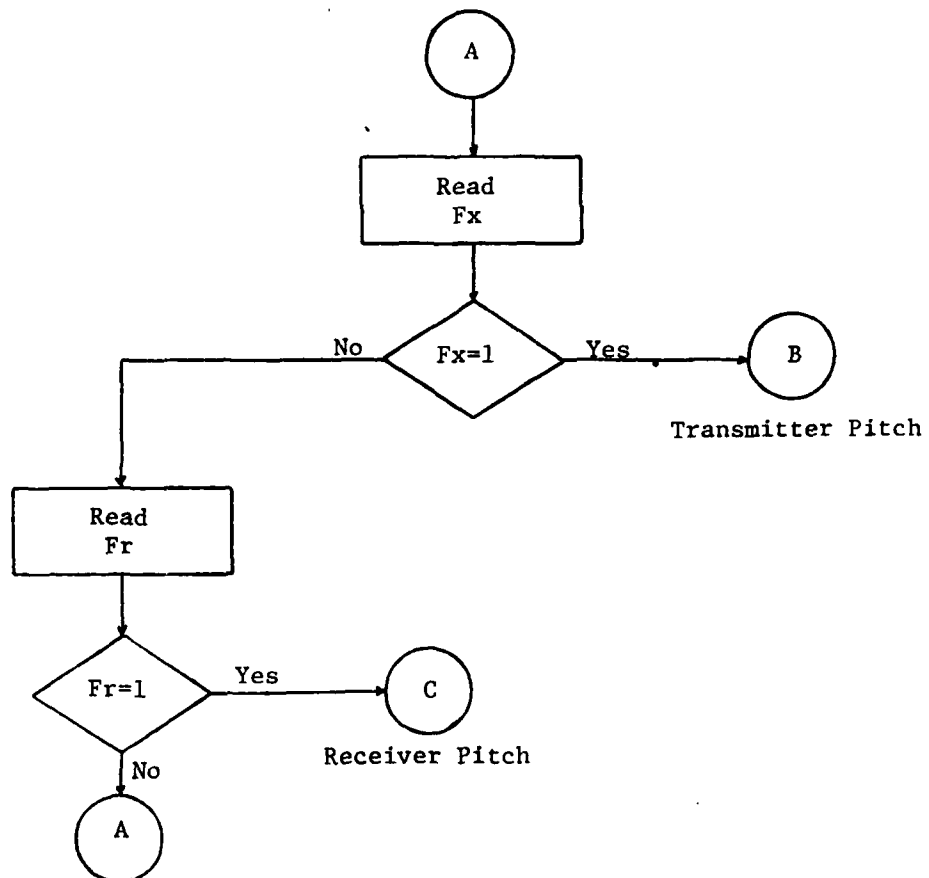 A
Read
Fx
No
Fx=1
Yes
B
Transmitter Pitch
Read
Fr
Fr=1
Yes
C
Receiver Pitch
No
A